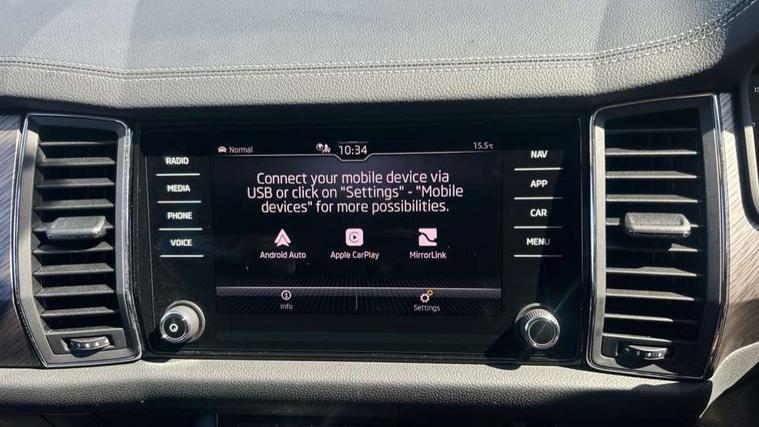 Normal
10:34
15.5°C
RADIO
MEDIA
PHONE
VOICE
Connect your mobile device via
USB or click on "Settings" - "Mobile
devices" for more possibilities.
Android Auto
Apple CarPlay
MirrorLink
Info
Settings
NAV
APP
CAR
MENU